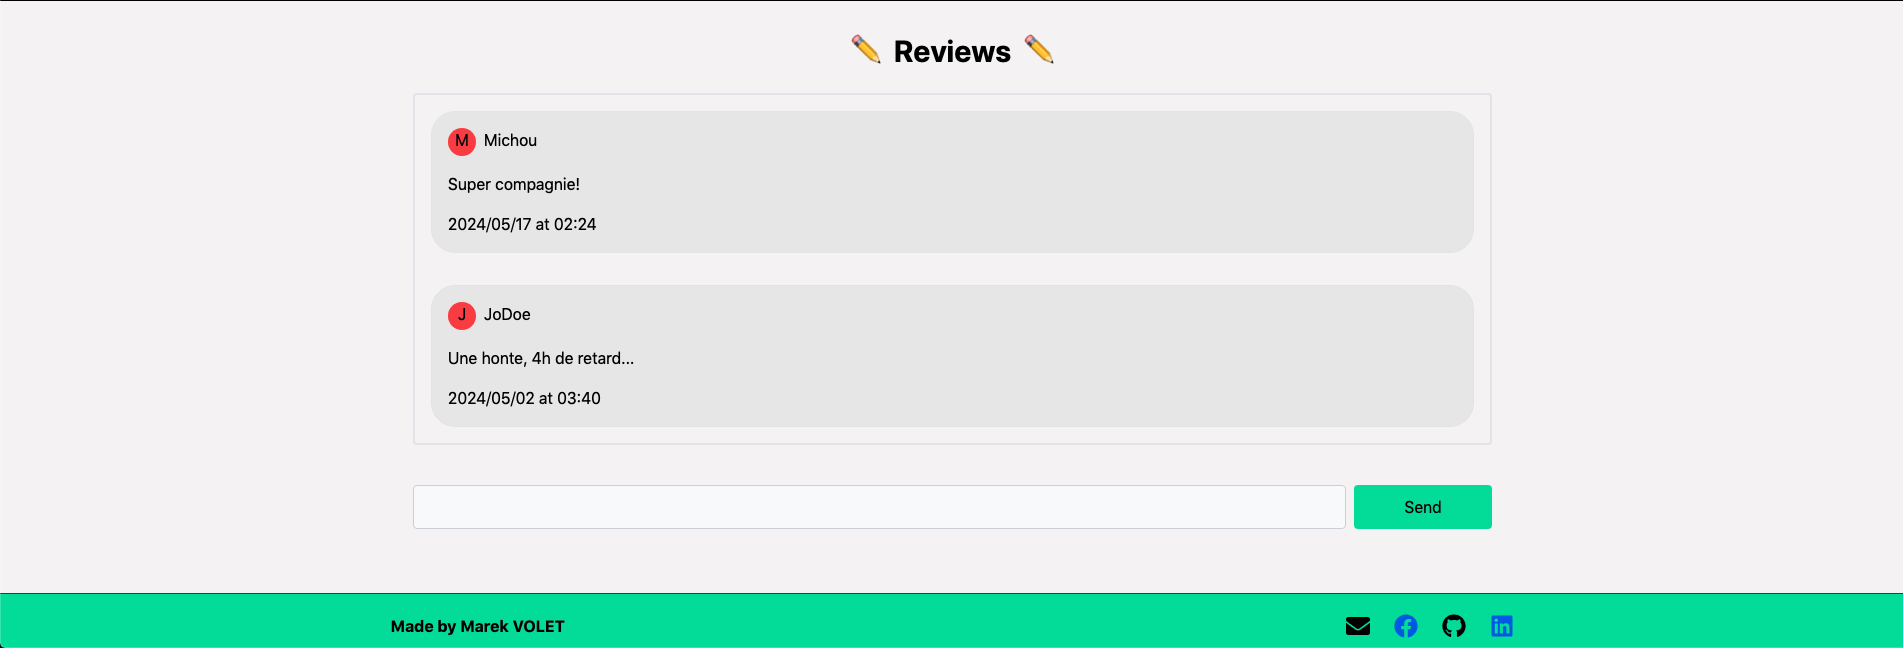 ✏️ Reviews ✏️
M Michou
Super compagnie!
2024/05/17 at 02:24
J JoDoe
Une honte, 4h de retard...
2024/05/02 at 03:40
Send
Made by Marek VOLET